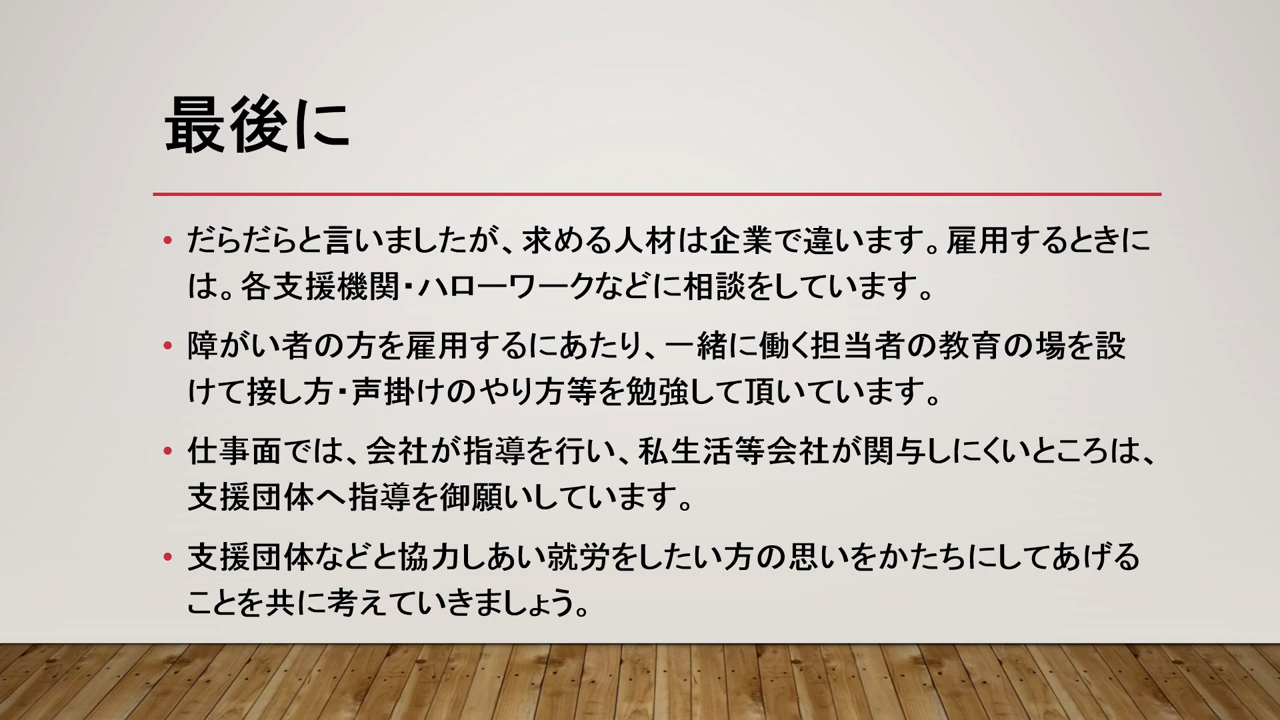 最後に
• だらだらと言いましたが、求める人材は企業で違います。雇用するときに
は。各支援機関・ハローワークなどに相談をしています。
• 障がい者の方を雇用するにあたり、一緒に働く担当者の教育の場を設
けて接し方・声掛けのやり方等を勉強して頂いています。
• 仕事面では、会社が指導を行い、私生活等会社が関与しにくいところは、
支援団体へ指導を御願いしています。
• 支援団体などと協力しあい就労をしたい方の思いをかたちにしてあげる
ことを共に考えていきましょう。